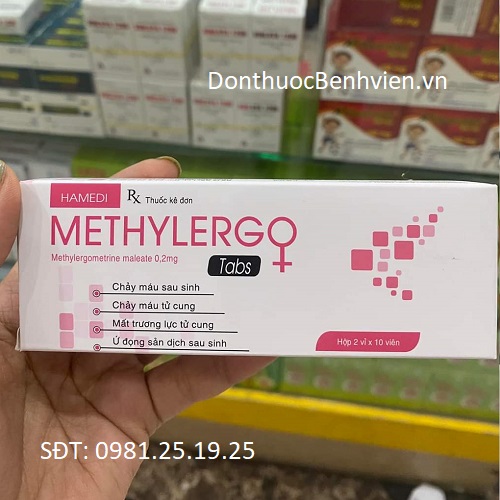 DonthuocBenhvien.vn
HAMEDI
Rx Thuốc kê đơn
METHYLERGO
Methylergometrine maleate 0,2mg
Tabs
Chảy máu sau sinh
Chảy máu tử cung
Mất trương lực tử cung
Ứ đọng sản dịch sau sinh
Hộp 2 vỉ x 10 viên
SĐT: 0981.25.19.25